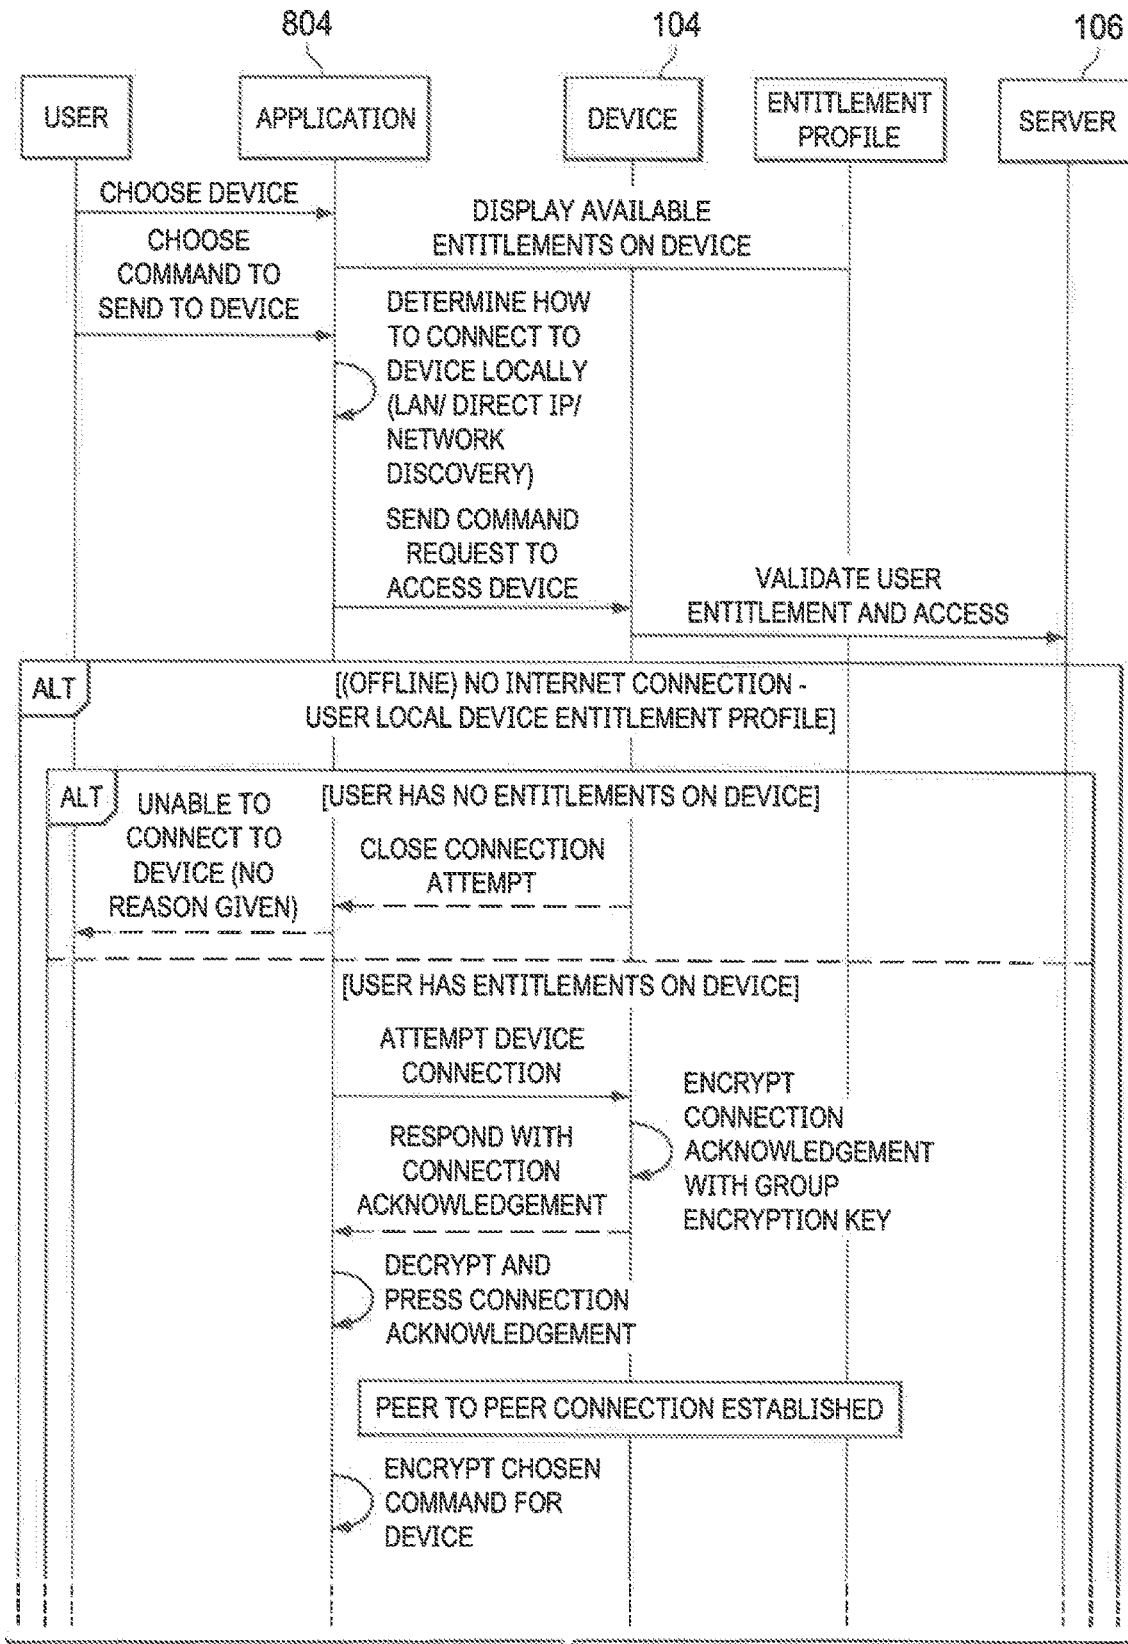 804
104
106
USER
APPLICATION
DEVICE
ENTITLEMENT
PROFILE
SERVER
CHOOSE DEVICE
DISPLAY AVAILABLE
ENTITLEMENTS ON DEVICE
CHOOSE
COMMAND TO
SEND TO DEVICE
DETERMINE HOW
TO CONNECT TO
DEVICE LOCALLY
(LAN/ DIRECT IP/
NETWORK
DISCOVERY)
SEND COMMAND
REQUEST TO
ACCESS DEVICE
VALIDATE USER
ENTITLEMENT AND ACCESS
ALT
[(OFFLINE) NO INTERNET CONNECTION -
USER LOCAL DEVICE ENTITLEMENT PROFILE]
ALT
[USER HAS NO ENTITLEMENTS ON DEVICE]
UNABLE TO
CONNECT TO
DEVICE (NO
REASON GIVEN)
CLOSE CONNECTION
ATTEMPT
[USER HAS ENTITLEMENTS ON DEVICE]
ATTEMPT DEVICE
CONNECTION
ENCRYPT
CONNECTION
ACKNOWLEDGEMENT
WITH GROUP
ENCRYPTION KEY
RESPOND WITH
CONNECTION
ACKNOWLEDGEMENT
DECRYPT AND
PRESS CONNECTION
ACKNOWLEDGEMENT
PEER TO PEER CONNECTION ESTABLISHED
ENCRYPT CHOSEN
COMMAND FOR
DEVICE